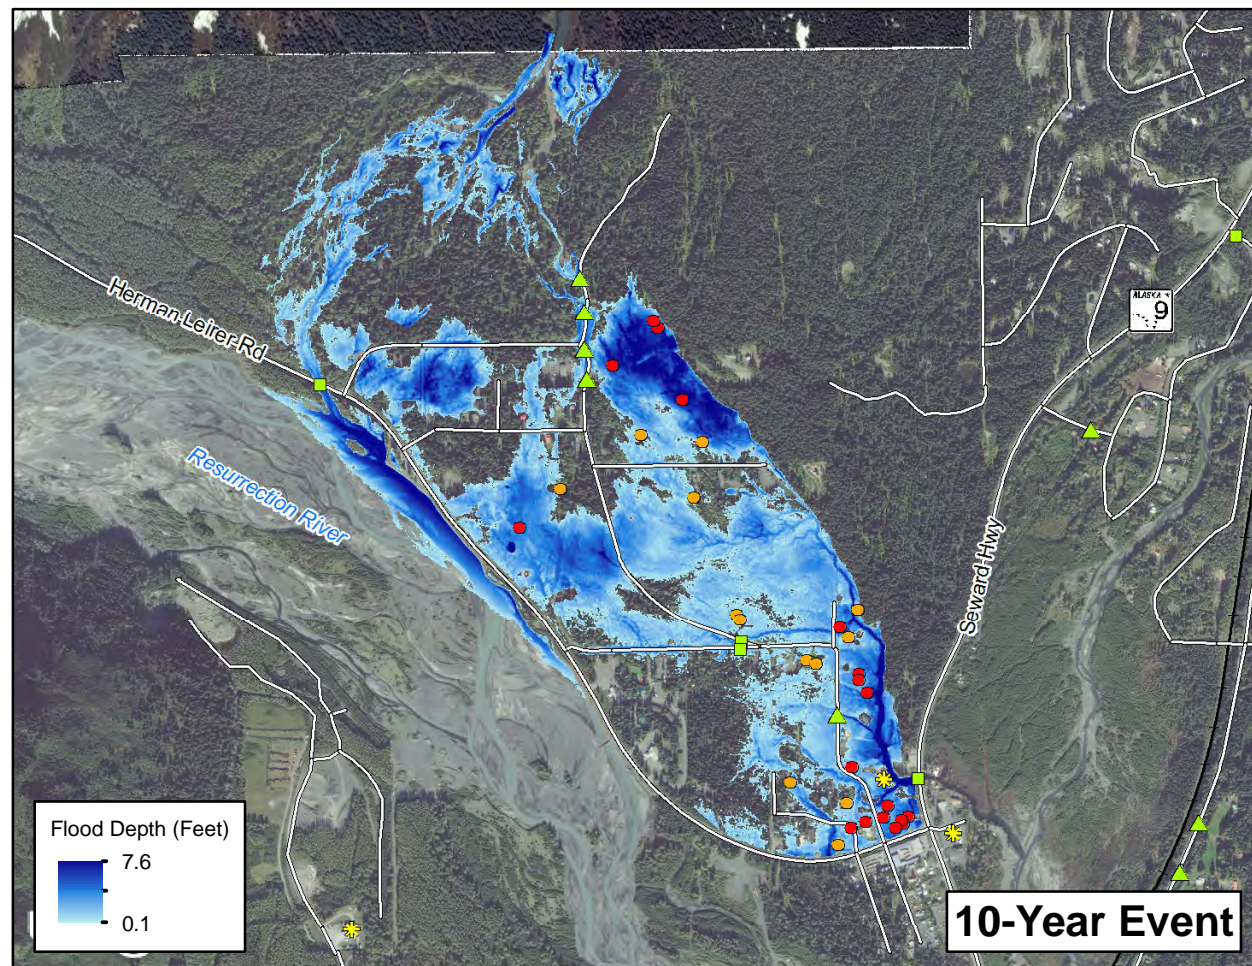 ALASKA
9
Herman Leirer Rd
Resurrection River
Seward Hwy
Flood Depth (Feet)
7.6
0.1
10-Year Event